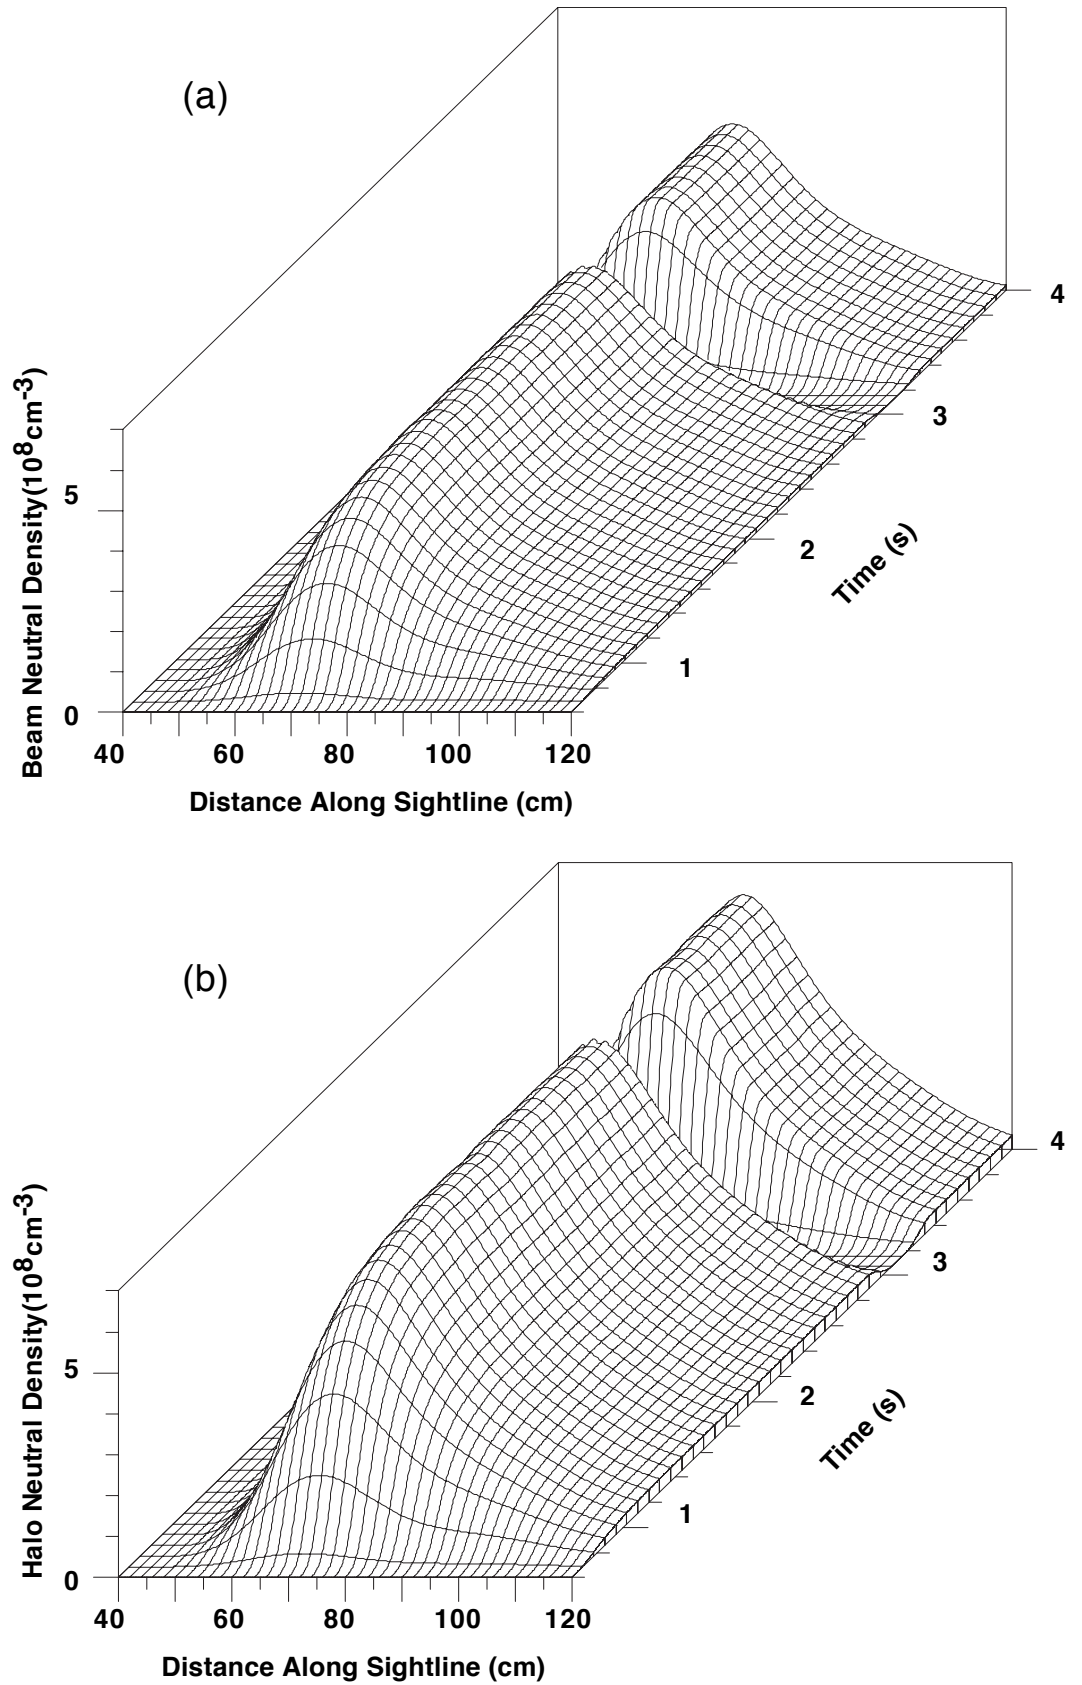 (a)
Beam Neutral Density(10⁸cm⁻³)
5
0
40 60 80 100 120
Distance Along Sightline (cm)
1
2
3
4
Time (s)
(b)
Halo Neutral Density(10⁸cm⁻³)
5
0
40 60 80 100 120
Distance Along Sightline (cm)
1
2
3
4
Time (s)